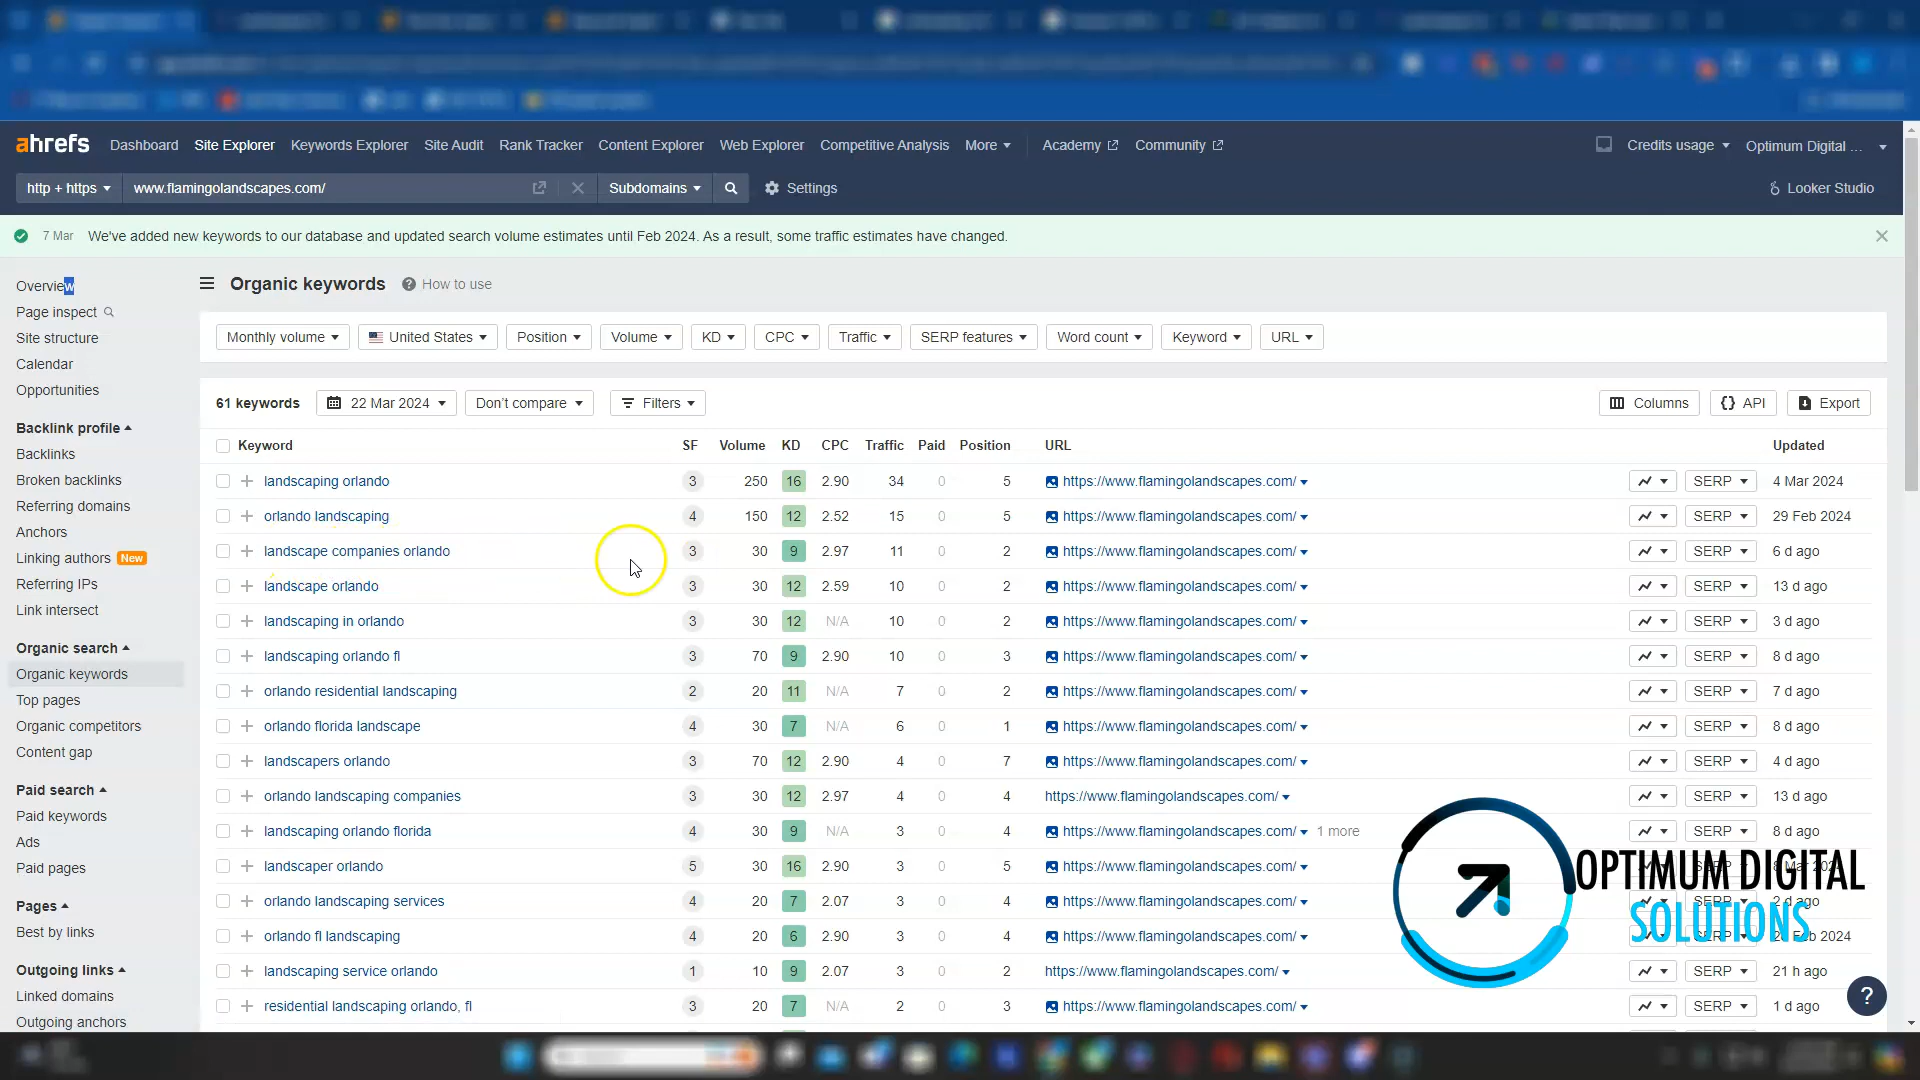 ahrefs Dashboard Site Explorer Keywords Explorer Site Audit Rank Tracker Content Explorer Web Explorer Competitive Analysis More Academy Community Credits usage Optimum Digital ...
http + https www.flamingolandscapes.com/ Subdomains Settings Looker Studio
7 Mar We've added new keywords to our database and updated search volume estimates until Feb 2024. As a result, some traffic estimates have changed.
Overview
Page inspect
Site structure
Calendar
Opportunities
Backlink profile
Backlinks
Broken backlinks
Referring domains
Anchors
Linking authors New
Referring IPs
Link intersect
Organic search
Organic keywords
Top pages
Organic competitors
Content gap
Paid search
Paid keywords
Ads
Paid pages
Pages
Best by links
Outgoing links
Linked domains
Outgoing anchors
Organic keywords ? How to use
Monthly volume United States Position Volume KD CPC Traffic SERP features Word count Keyword URL
61 keywords 22 Mar 2024 Don't compare Filters Columns API Export
Keyword SF Volume KD CPC Traffic Paid Position URL Updated
landscaping orlando 3 250 16 2.90 34 0 5 https://www.flamingolandscapes.com/ SERP 4 Mar 2024
orlando landscaping 4 150 12 2.52 15 0 5 https://www.flamingolandscapes.com/ SERP 29 Feb 2024
landscape companies orlando 3 30 9 2.97 11 0 2 https://www.flamingolandscapes.com/ SERP 6 d ago
landscape orlando 3 30 12 2.59 10 0 2 https://www.flamingolandscapes.com/ SERP 13 d ago
landscaping in orlando 3 30 12 N/A 10 0 2 https://www.flamingolandscapes.com/ SERP 3 d ago
landscaping orlando fl 3 70 9 2.90 10 0 3 https://www.flamingolandscapes.com/ SERP 8 d ago
orlando residential landscaping 2 20 11 N/A 7 0 2 https://www.flamingolandscapes.com/ SERP 7 d ago
orlando florida landscape 4 30 7 N/A 6 0 1 https://www.flamingolandscapes.com/ SERP 8 d ago
landscapers orlando 3 70 12 2.90 4 0 7 https://www.flamingolandscapes.com/ SERP 4 d ago
orlando landscaping companies 3 30 12 2.97 4 0 4 https://www.flamingolandscapes.com/ SERP 13 d ago
landscaping orlando florida 4 30 9 N/A 3 0 4 https://www.flamingolandscapes.com/ 1 more SERP 8 d ago
landscaper orlando 5 30 16 2.90 3 0 5 https://www.flamingolandscapes.com/ SERP 8 Mar 2024
orlando landscaping services 4 20 7 2.07 3 0 4 https://www.flamingolandscapes.com/ SERP 2 d ago
orlando fl landscaping 4 20 6 2.90 3 0 4 https://www.flamingolandscapes.com/ SERP Feb 2024
landscaping service orlando 1 10 9 2.07 3 0 2 https://www.flamingolandscapes.com/ SERP 21 h ago
residential landscaping orlando, fl 3 20 7 N/A 2 0 3 https://www.flamingolandscapes.com/ SERP 1 d ago
OPTIMUM DIGITAL
SOLUTIONS
?